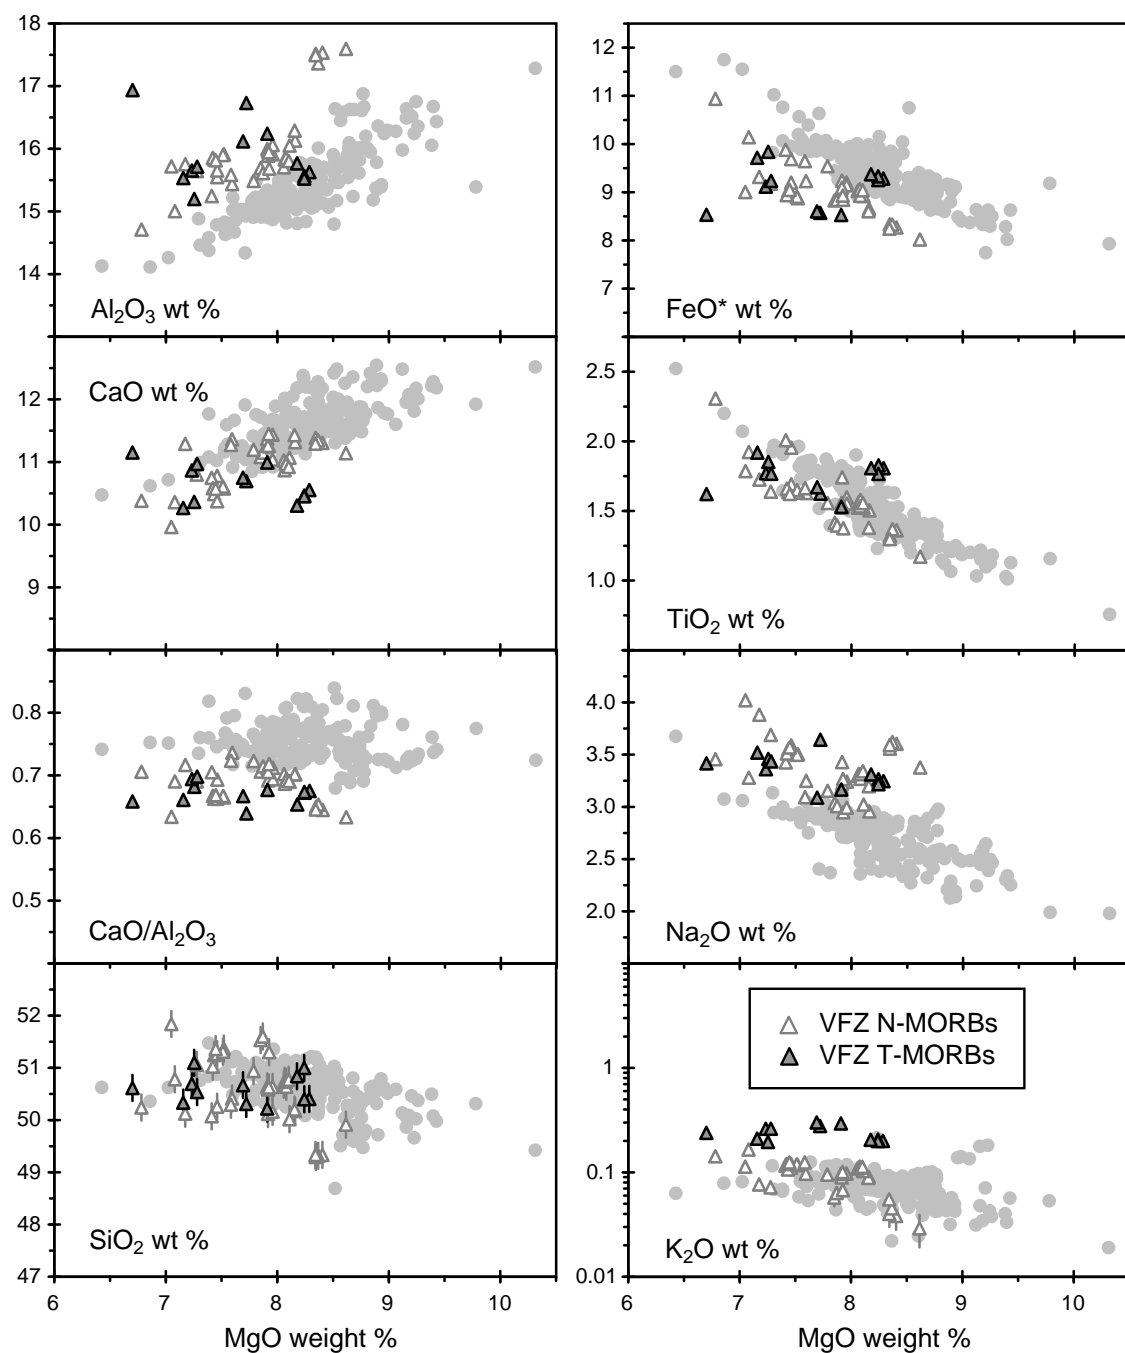 18
17
16
15
14
Al₂O₃ wt %
12
11
10
9
8
7
FeO* wt %
CaO wt %
12
11
10
9
2.5
2.0
1.5
1.0
TiO₂ wt %
0.8
0.7
0.6
0.5
CaO/Al₂O₃
4.0
3.5
3.0
2.5
2.0
Na₂O wt %
52
51
50
49
48
47
SiO₂ wt %
6 7 8 9 10
MgO weight %
VFZ N-MORBs
VFZ T-MORBs
1
0.1
0.01
K₂O wt %
6 7 8 9 10
MgO weight %